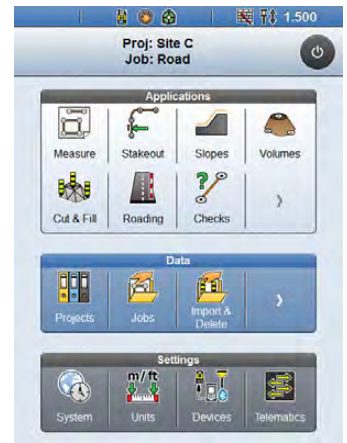 1.500
Proj: Site C
Job: Road
Applications
Measure Stakeout Slopes Volumes
Cut & Fill Roading Checks
Data
Projects Jobs Import & Delete
Settings
m/ft
System Units Devices Telematics